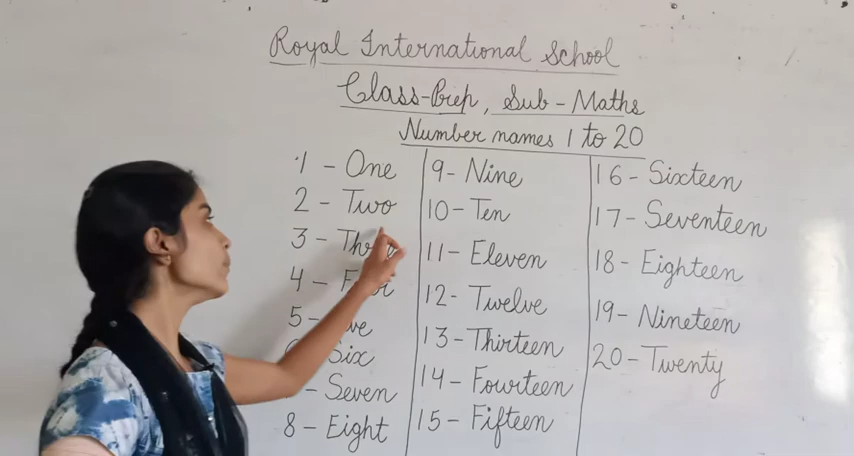 Royal International School
Class-Prep, Sub-Maths
Number names 1 to 20
1 - One
2 - Two
3 -
4 -
5 -
Six
- Seven
8 - Eight
9- Nine
10- Ten
11- Eleven
12- Twelve
13- Thirteen
14- Fourteen
15- Fifteen
16- Sixteen
17- Seventeen
18- Eighteen
19- Nineteen
20- Twenty